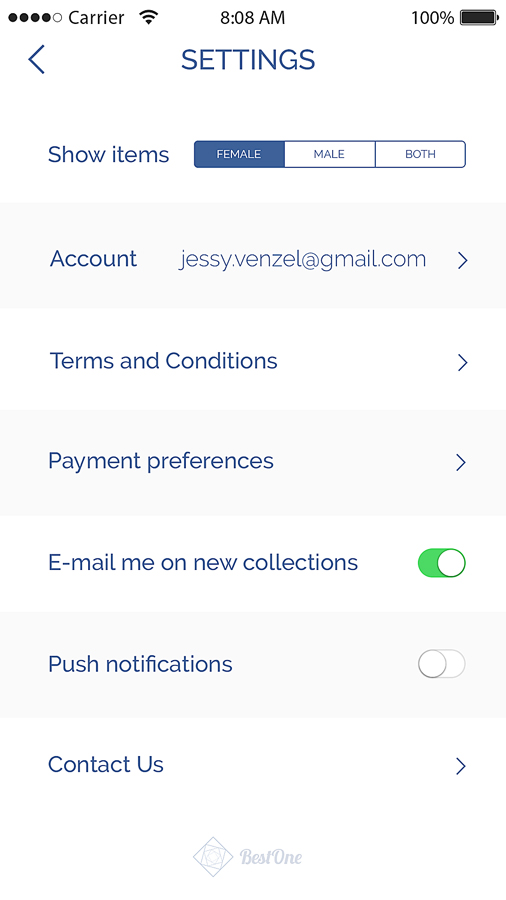 Carrier 8:08 AM 100%
SETTINGS
Show items FEMALE MALE BOTH
Account jessy.venzel@gmail.com
Terms and Conditions
Payment preferences
E-mail me on new collections
Push notifications
Contact Us
BestOne